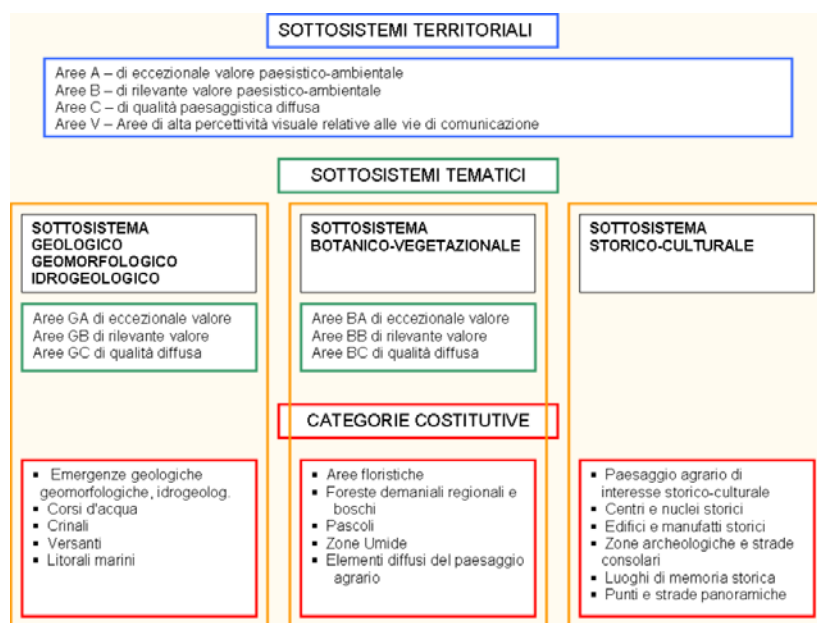 SOTTOSISTEMI TERRITORIALI
Aree A – di eccezionale valore paesistico-ambientale
Aree B – di rilevante valore paesistico-ambientale
Aree C – di qualità paesaggistica diffusa
Aree V – Aree di alta percettività visuale relative alle vie di comunicazione
SOTTOSISTEMI TEMATICI
SOTTOSISTEMA
GEOLOGICO
GEOMORFOLOGICO
IDROGEOLOGICO
SOTTOSISTEMA
BOTANICO-VEGETAZIONALE
SOTTOSISTEMA
STORICO-CULTURALE
Aree GA di eccezionale valore
Aree GB di rilevante valore
Aree GC di qualità diffusa
Aree BA di eccezionale valore
Aree BB di rilevante valore
Aree BC di qualità diffusa
CATEGORIE COSTITUTIVE
▪ Emergenze geologiche
geomorfologiche, idrogeolog.
▪ Corsi d'acqua
▪ Crinali
▪ Versanti
▪ Litorali marini
▪ Aree floristiche
▪ Foreste demaniali regionali e
boschi
▪ Pascoli
▪ Zone Umide
▪ Elementi diffusi del paesaggio
agrario
▪ Paesaggio agrario di
interesse storico-culturale
▪ Centri e nuclei storici
▪ Edifici e manufatti storici
▪ Zone archeologiche e strade
consolari
▪ Luoghi di memoria storica
▪ Punti e strade panoramiche